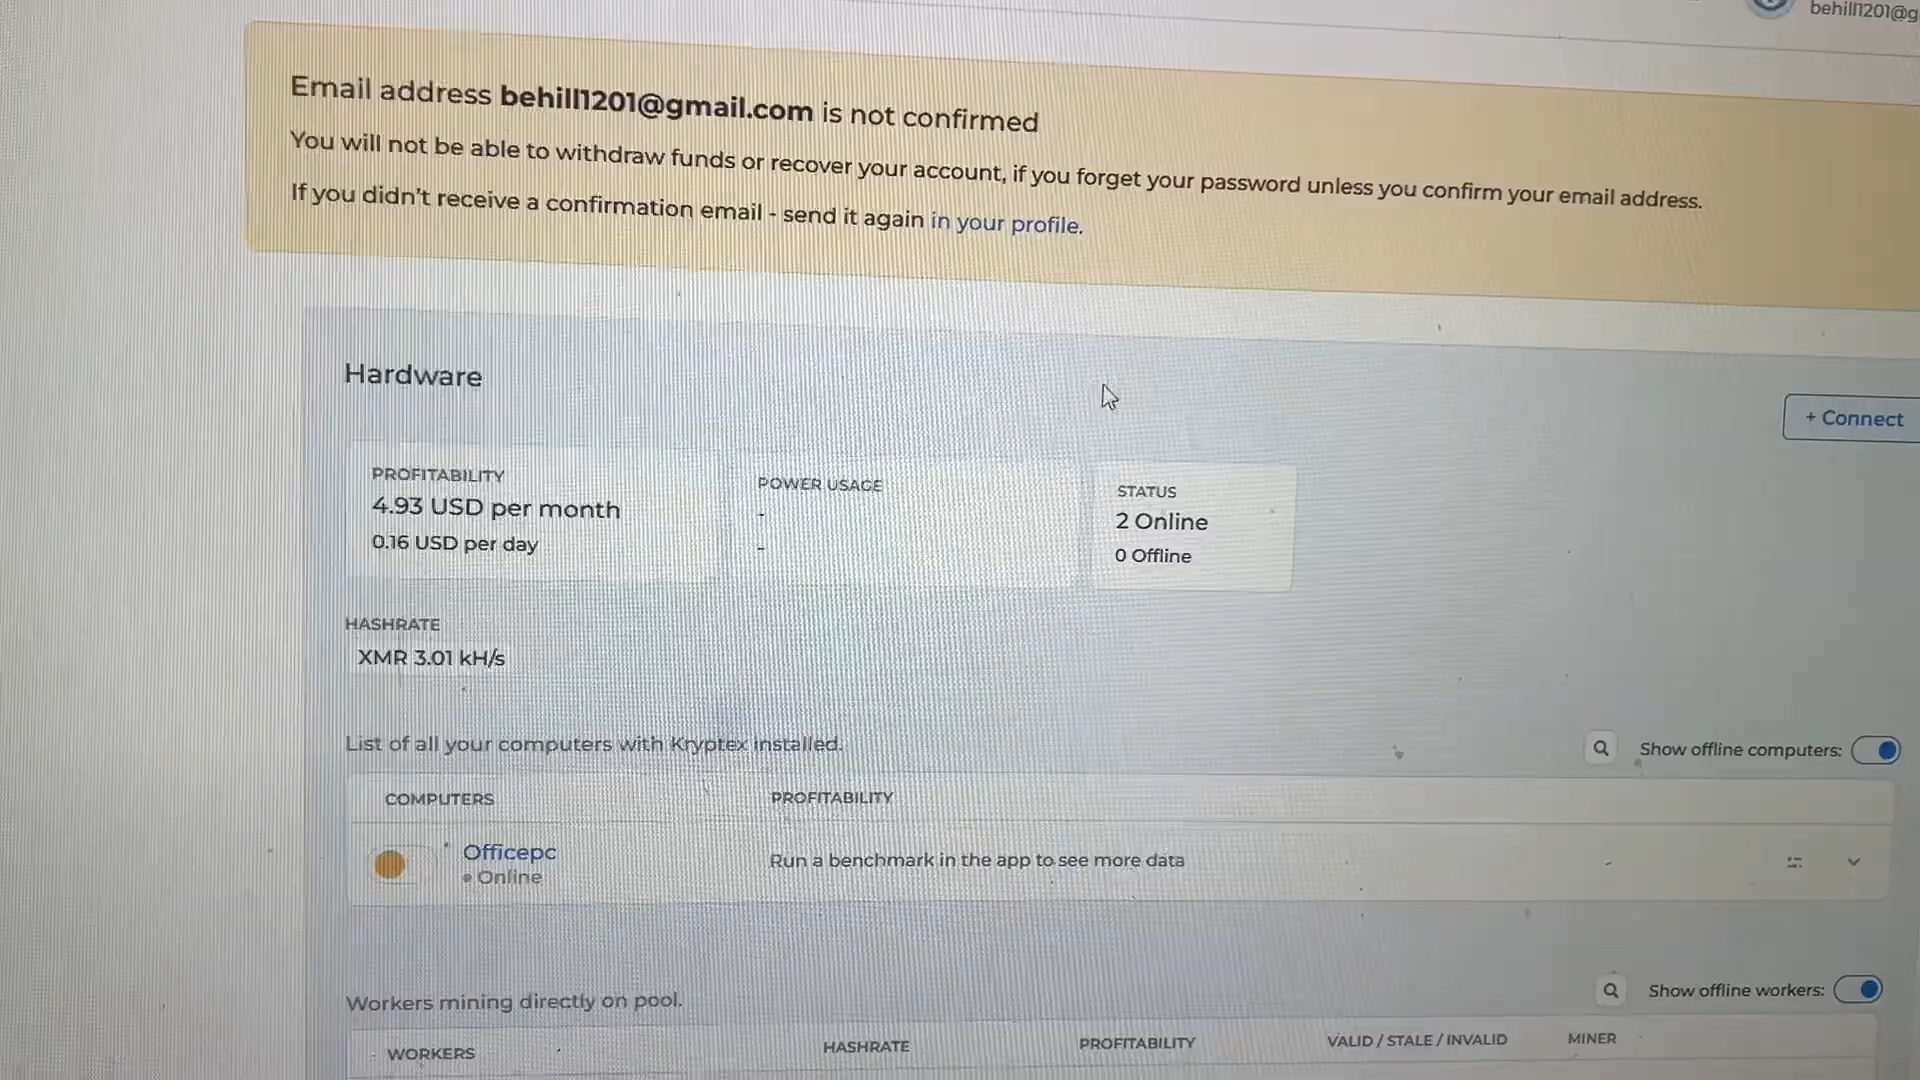 behill1201@g
Email address behill1201@gmail.com is not confirmed
You will not be able to withdraw funds or recover your account, if you forget your password unless you confirm your email address.
If you didn't receive a confirmation email - send it again in your profile.
Hardware
+ Connect
PROFITABILITY
4.93 USD per month
0.16 USD per day
POWER USAGE
-
-
STATUS
2 Online
0 Offline
HASHRATE
XMR 3.01 kH/s
List of all your computers with Kryptex installed.
Show offline computers:
COMPUTERS PROFITABILITY
Officepc
Online
Run a benchmark in the app to see more data
-
Workers mining directly on pool.
Show offline workers:
WORKERS HASHRATE PROFITABILITY VALID / STALE / INVALID MINER